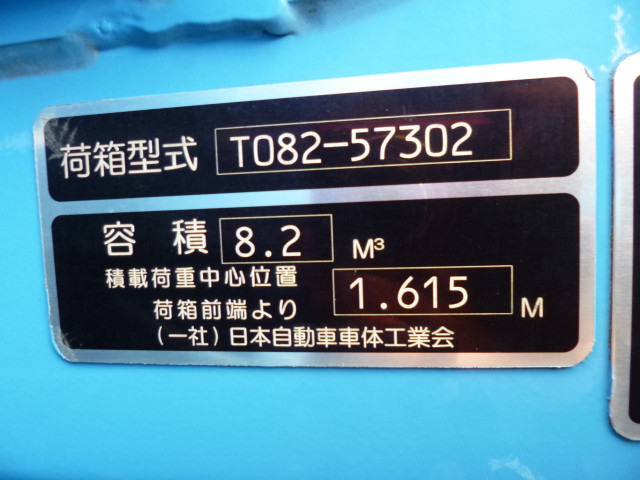 荷箱型式 T082-57302
容積 8.2 M³
積載荷重中心位置
荷箱前端より 1.615 M
(一社)日本自動車車体工業会